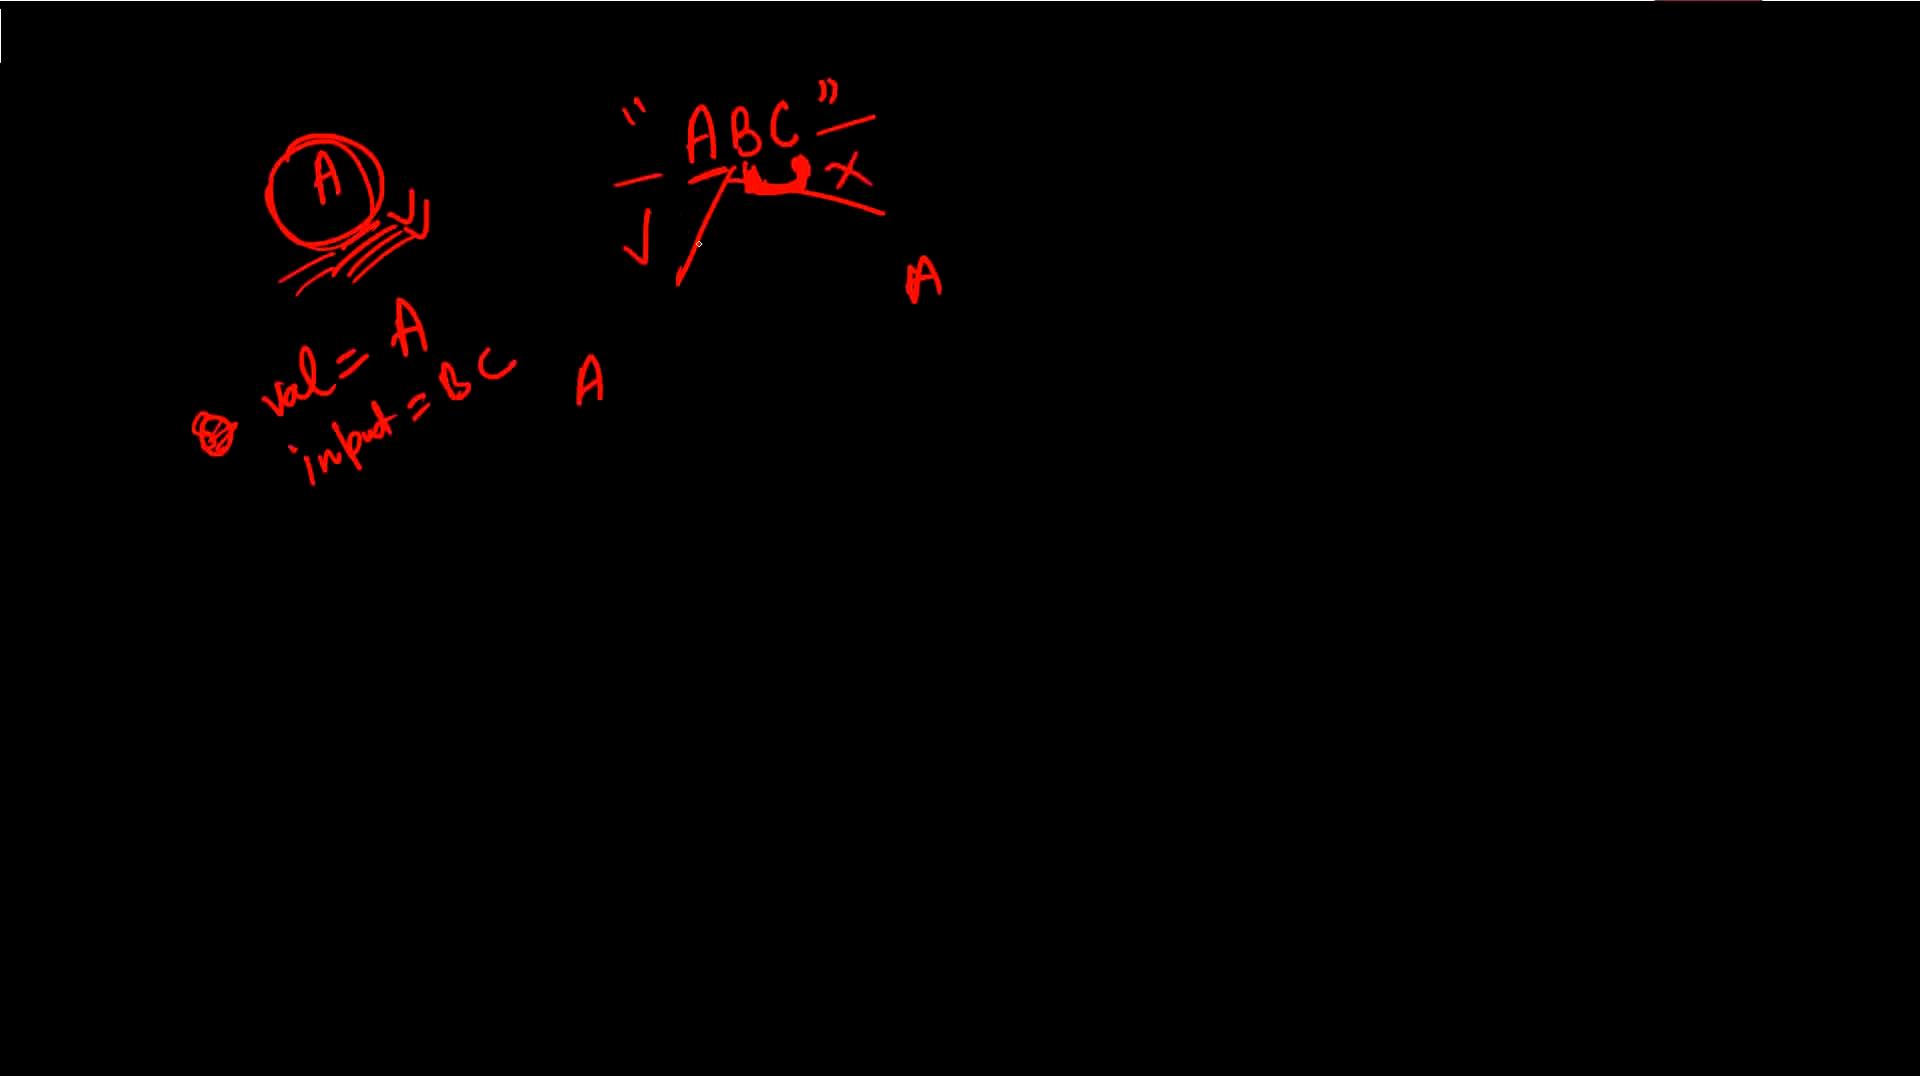 " ABC"
A
A
val = A
input = BC
A